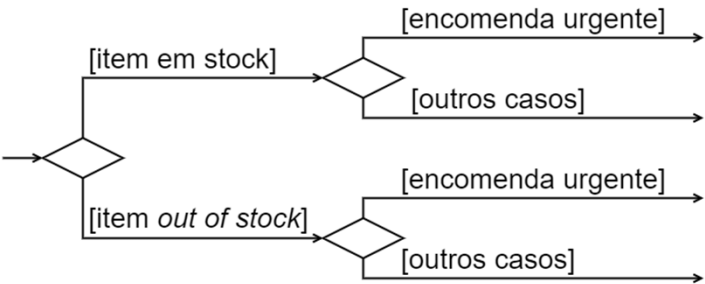 [encomenda urgente]
[item em stock]
[outros casos]
[encomenda urgente]
[item out of stock]
[outros casos]